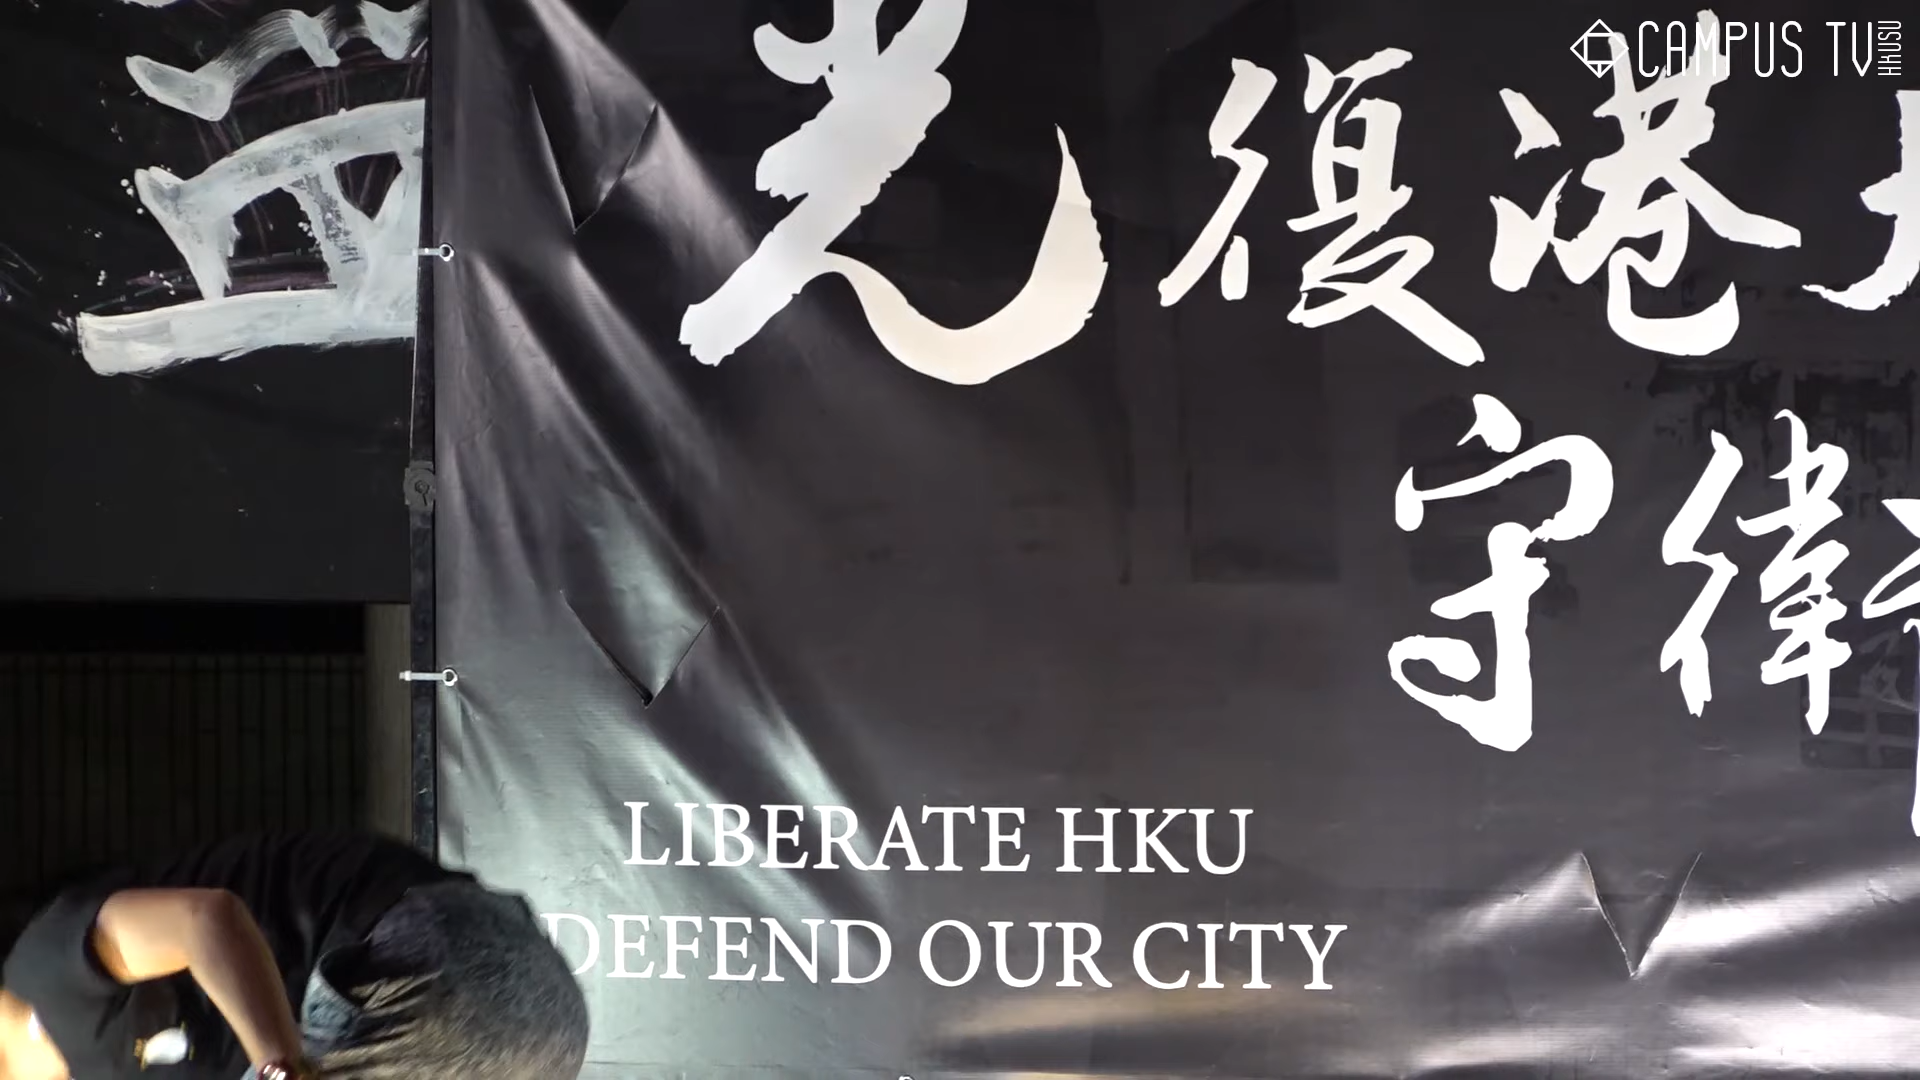 CAMPUS TV
HKUSU
光復港
守衛
LIBERATE HKU
DEFEND OUR CITY